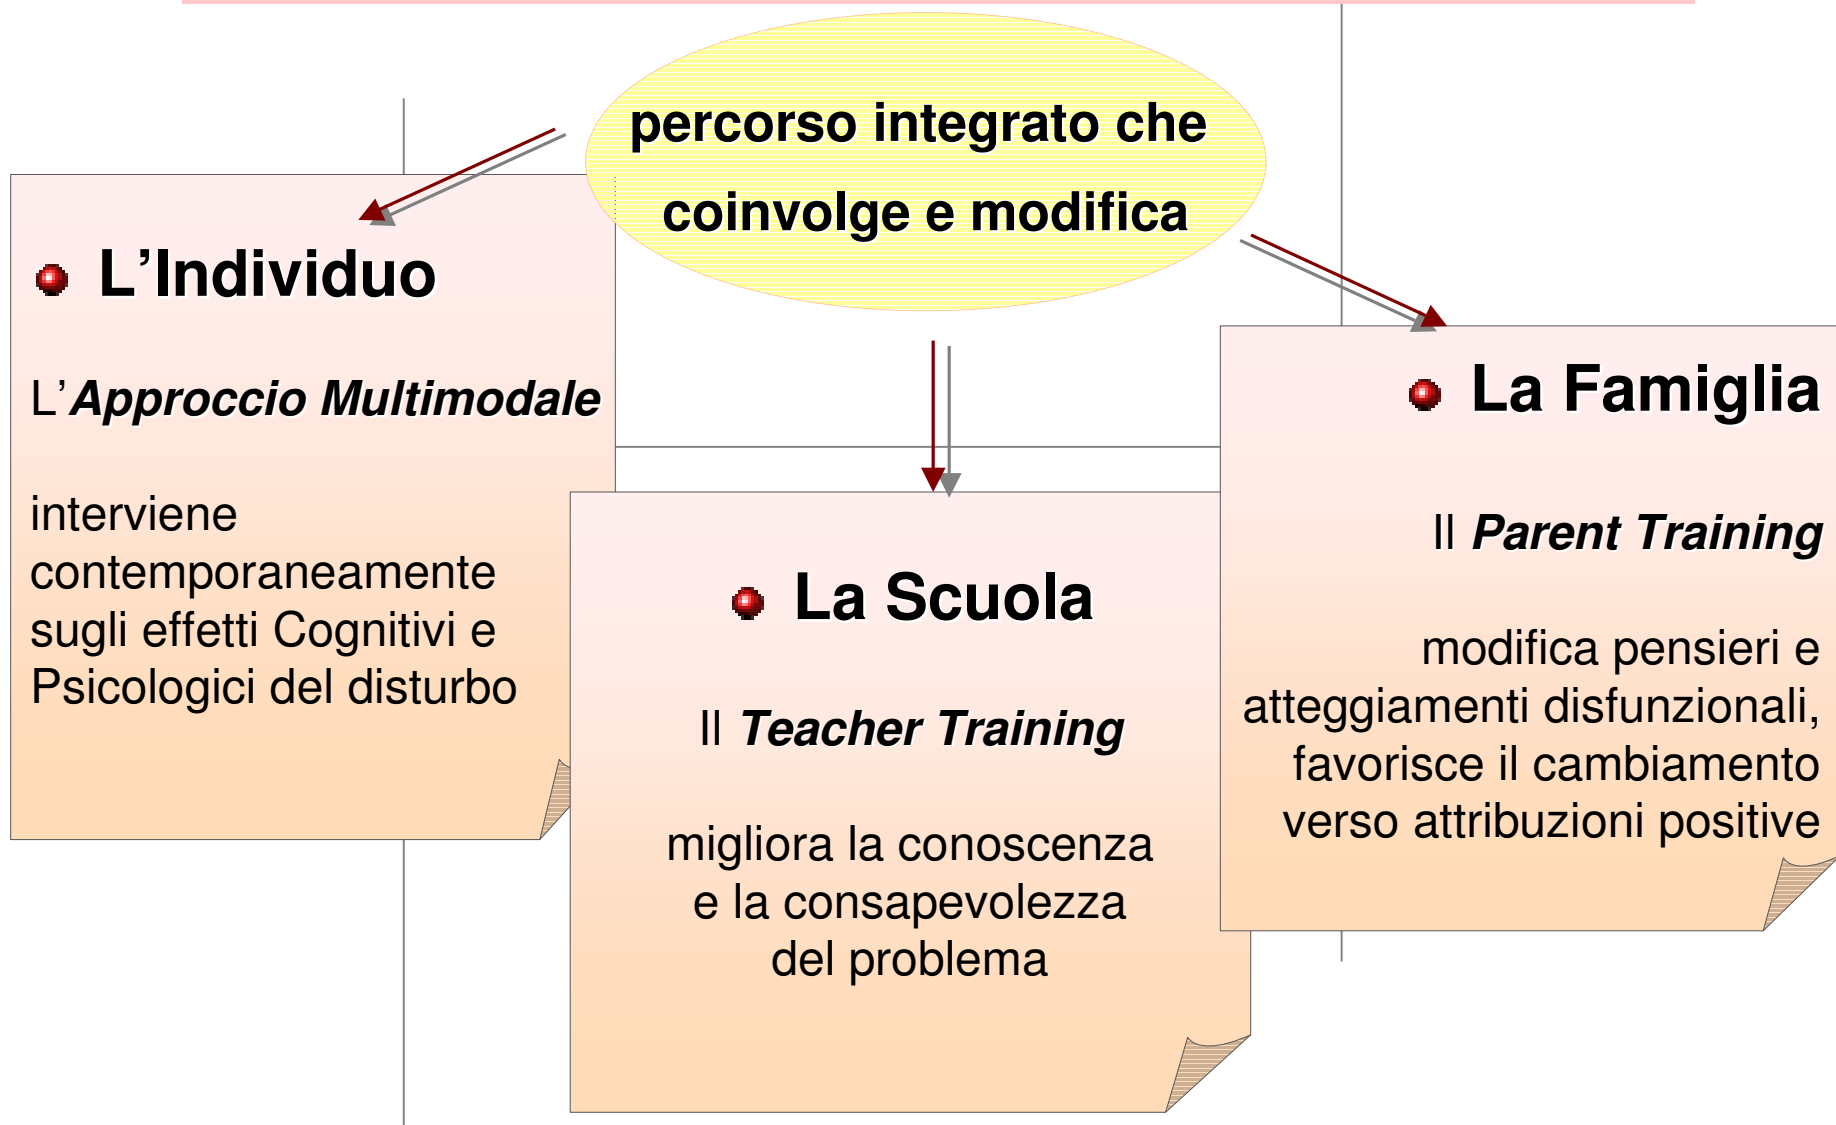 percorso integrato che
coinvolge e modifica
L’Individuo
L’Approccio Multimodale
interviene
contemporaneamente
sugli effetti Cognitivi e
Psicologici del disturbo
La Scuola
Il Teacher Training
migliora la conoscenza
e la consapevolezza
del problema
La Famiglia
Il Parent Training
modifica pensieri e
atteggiamenti disfunzionali,
favorisce il cambiamento
verso attribuzioni positive